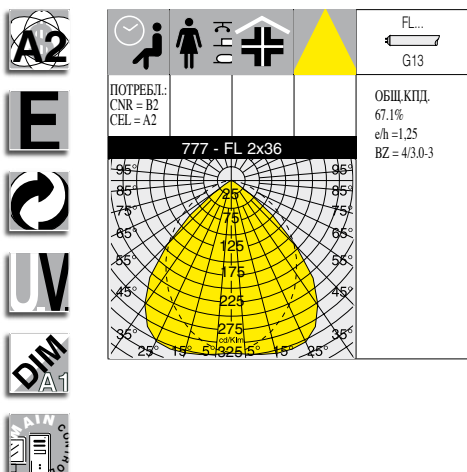 A2
E
U.V.
DIM
A1
MAIN CONTRO
FL...
G13
ПОТРЕБЛ.:
CNR = B2
CEL = A2
ОБЩ.КПД.
67.1%
e/h =1,25
BZ = 4/3.0-3
777 - FL 2x36
95° 95°
85° 25 85°
75° 75 75°
65° 125 65°
55° 175 55°
45° 225 45°
35° 275 35°
cd/Klm
25° 15° 5° 325 5° 15° 25°